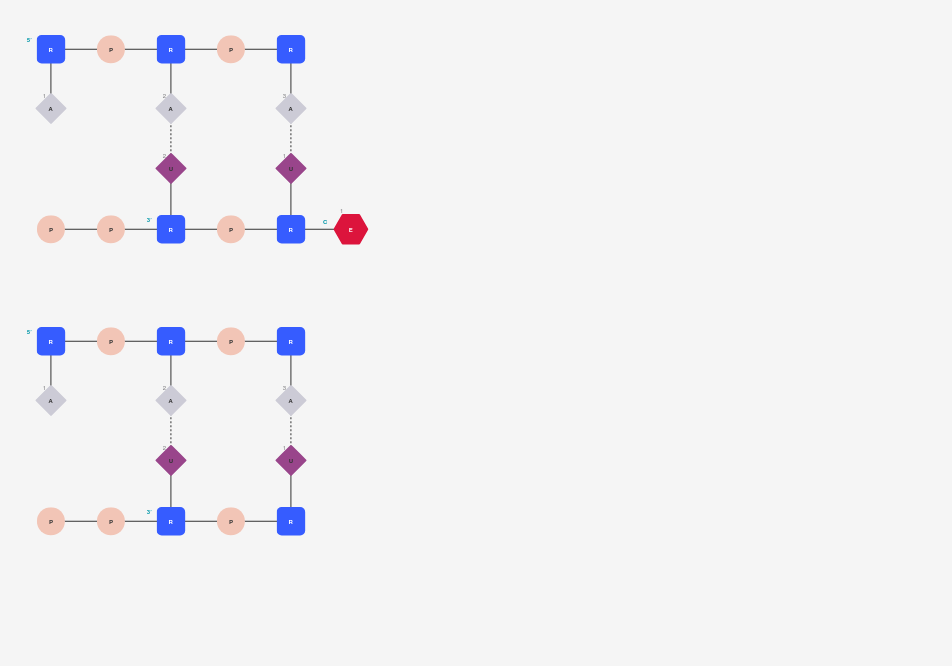 5'
R P R P R
1 2 3
A A A
2 1
U U
3' C 1
P P R P R E
5'
R P R P R
1 2 3
A A A
2 1
U U
3'
P P R P R